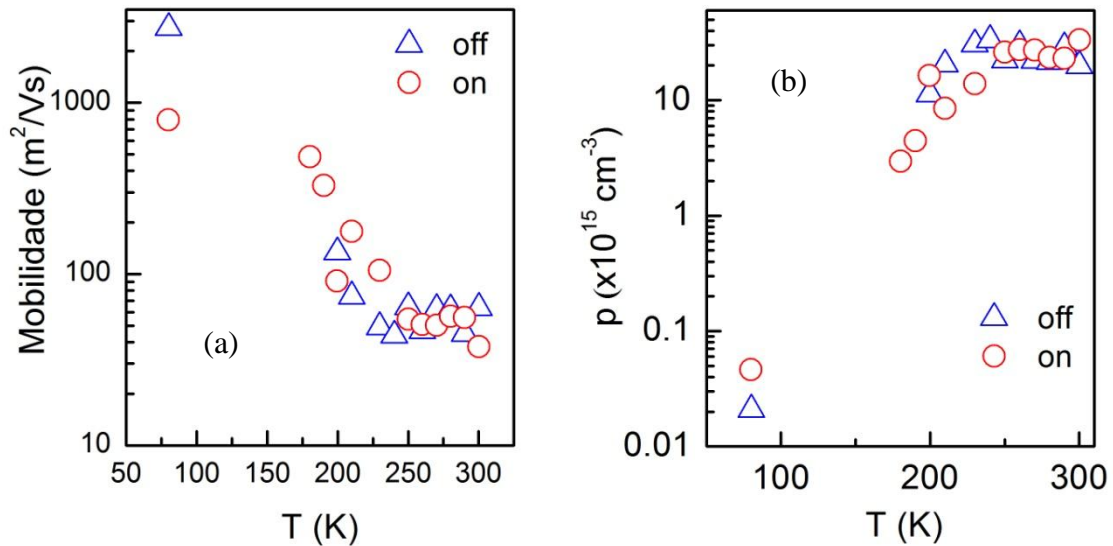 Mobilidade (m²/Vs)
1000
100
10
off
on
(a)
50 100 150 200 250 300
T (K)
p (x10¹⁵ cm⁻³)
10
1
0.1
0.01
(b)
off
on
100 200 300
T (K)